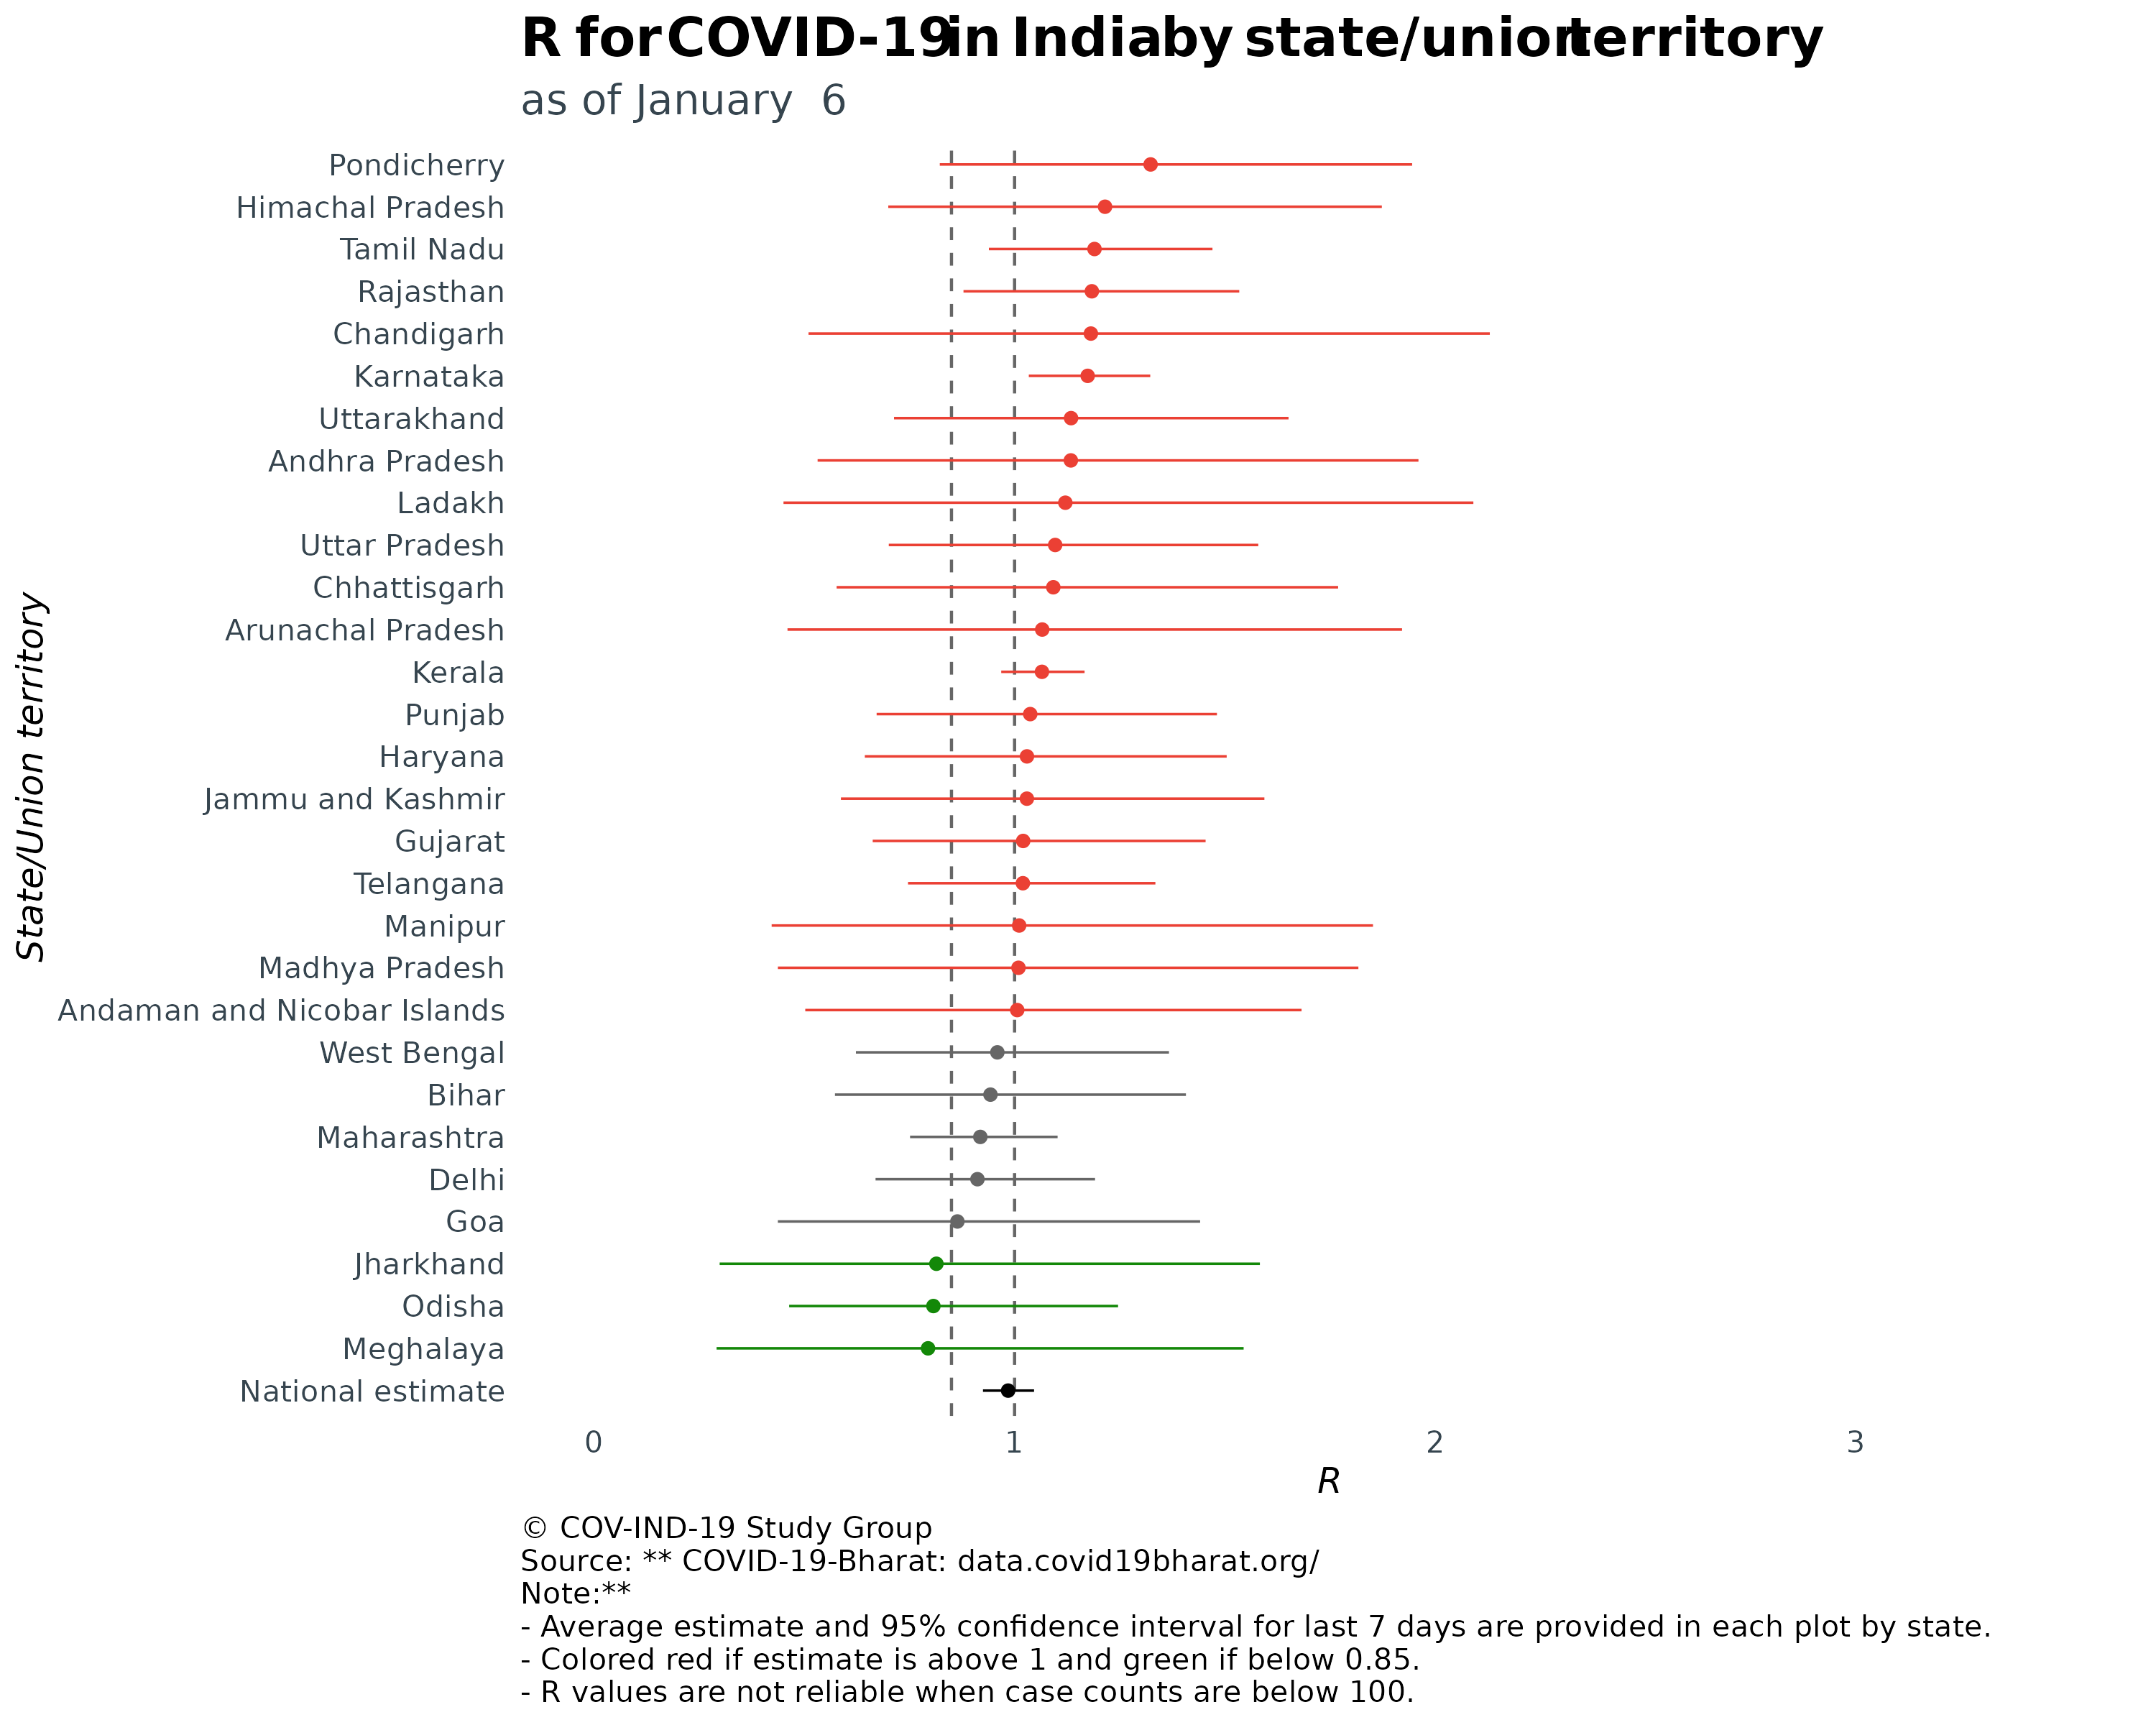 R for COVID-19 in India by state/union territory
as of January 6
Pondicherry
Himachal Pradesh
Tamil Nadu
Rajasthan
Chandigarh
Karnataka
Uttarakhand
Andhra Pradesh
Ladakh
Uttar Pradesh
Chhattisgarh
Arunachal Pradesh
Kerala
Punjab
Haryana
Jammu and Kashmir
Gujarat
Telangana
Manipur
Madhya Pradesh
Andaman and Nicobar Islands
West Bengal
Bihar
Maharashtra
Delhi
Goa
Jharkhand
Odisha
Meghalaya
National estimate
State/Union territory
0 1 2 3
R
© COV-IND-19 Study Group
Source: ** COVID-19-Bharat: data.covid19bharat.org/
Note:**
- Average estimate and 95% confidence interval for last 7 days are provided in each plot by state.
- Colored red if estimate is above 1 and green if below 0.85.
- R values are not reliable when case counts are below 100.